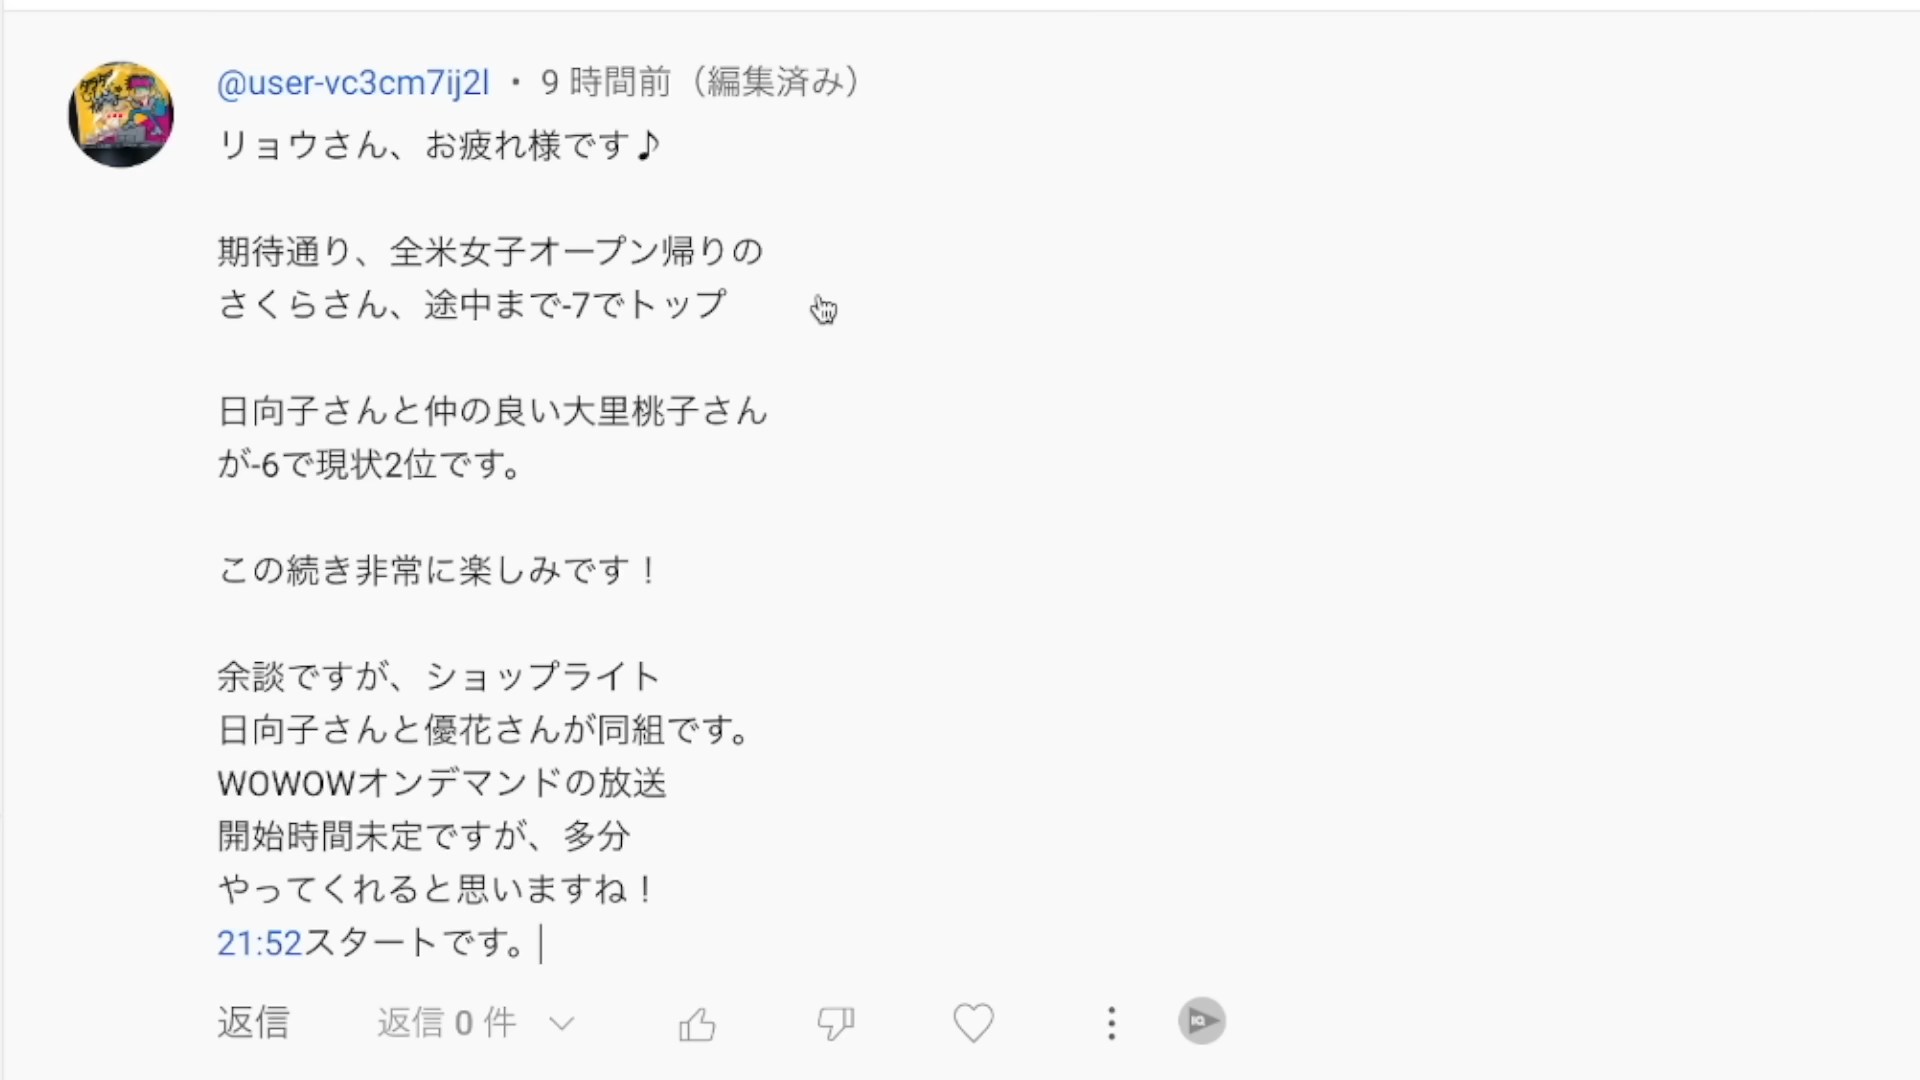 @user-vc3cm7ij2l ・ 9 時間前（編集済み）
リョウさん、お疲れ様です♪
期待通り、全米女子オープン帰りの
さくらさん、途中まで-7でトップ
日向子さんと仲の良い大里桃子さん
が-6で現状2位です。
この続き非常に楽しみです！
余談ですが、ショップライト
日向子さんと優花さんが同組です。
WOWOWオンデマンドの放送
開始時間未定ですが、多分
やってくれると思いますね！
21:52スタートです。
返信 返信 0 件
IQ